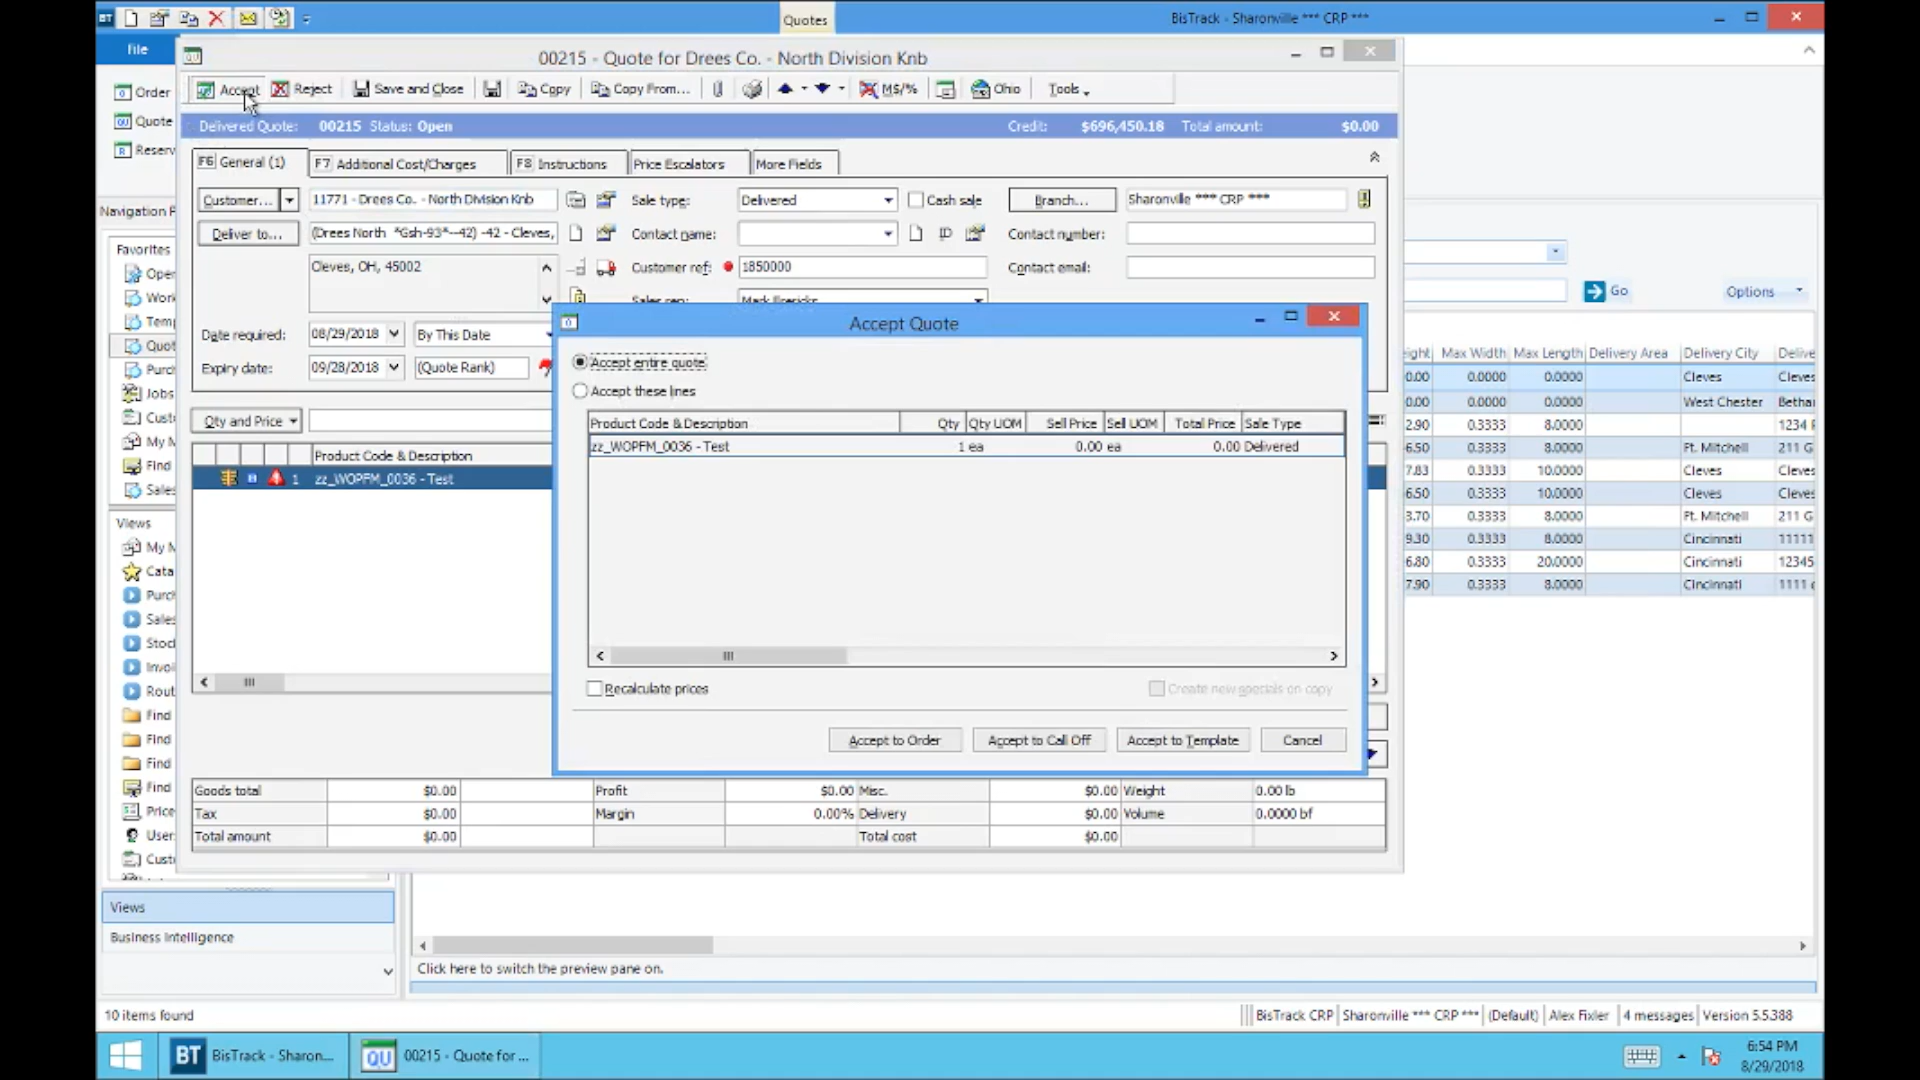 BT
Quotes
BisTrack - Sharonville *** CRP ***
File
00215 - Quote for Drees Co. - North Division Knb
Order
Quote
Reserv
Accept
Reject
Save and Close
Copy
Copy From...
M$/%
Ohio
Tools
Delivered Quote: 00215 Status: Open
Credit: $696,450.18 Total amount: $0.00
F6 General (1)
F7 Additional Cost/Charges
F8 Instructions
Price Escalators
More Fields
Customer...
11771 - Drees Co. - North Division Knb
Sale type:
Delivered
Cash sale
Branch...
Sharonville *** CRP ***
Deliver to...
(Drees North *Gsh-93*--42) -42 - Cleves,
Contact name:
Contact number:
Cleves, OH, 45002
Customer ref:
1850000
Contact email:
Sales rep:
Date required:
08/29/2018
By This Date
Expiry date:
09/28/2018
(Quote Rank)
Qty and Price
Product Code & Description
1 zz_WOPFM_0036 - Test
Navigation P
Favorites
Open
Work
Temp
Quot
Purch
Jobs
Cust
My M
Find
Sales
Views
My M
Cata
Purch
Sales
Stoc
Invoi
Rout
Find
Find
Find
Find
Price
User
Cust
Views
Business Intelligence
Accept Quote
Accept entire quote
Accept these lines
Product Code & Description Qty Qty UOM Sell Price Sell UOM Total Price Sale Type
zz_WOPFM_0036 - Test 1 ea 0.00 ea 0.00 Delivered
Recalculate prices
Create new specials on copy
Accept to Order
Accept to Call Off
Accept to Template
Cancel
Goods total $0.00 Profit $0.00 Misc. $0.00 Weight 0.00 lb
Tax $0.00 Margin 0.00% Delivery $0.00 Volume 0.0000 bf
Total amount $0.00 Total cost $0.00
Go
Options
ight Max Width Max Length Delivery Area Delivery City Delive
0.00 0.0000 0.0000 Cleves Cleves
0.00 0.0000 0.0000 West Chester Betha
2.90 0.3333 8.0000 1234 F
6.50 0.3333 8.0000 Ft. Mitchell 211 G
7.83 0.3333 10.0000 Cleves Cleves
6.50 0.3333 10.0000 Cleves Cleves
3.70 0.3333 8.0000 Ft. Mitchell 211 G
9.30 0.3333 8.0000 Cincinnati 11111
6.80 0.3333 20.0000 Cincinnati 12345
7.90 0.3333 8.0000 Cincinnati 1111
Click here to switch the preview pane on.
10 items found
BisTrack CRP Sharonville *** CRP *** (Default) Alex Fixler 4 messages Version 5.5.388
BT BisTrack - Sharon...
QU 00215 - Quote for ...
6:54 PM
8/29/2018